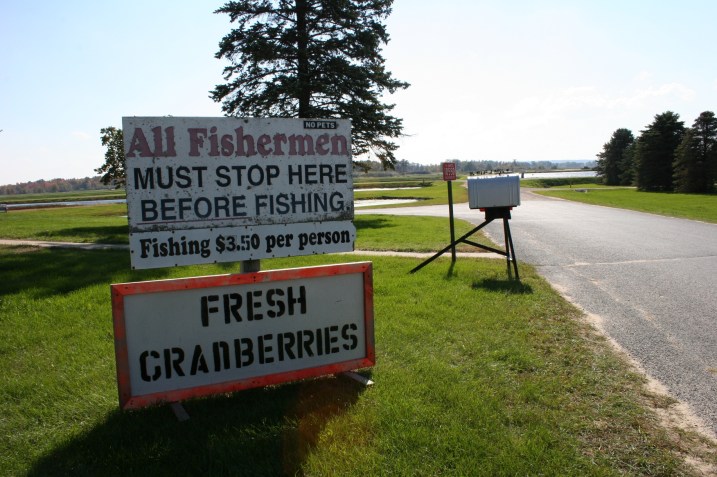 NO PETS
All Fishermen
MUST STOP HERE
BEFORE FISHING.
Fishing $3.50 per person
FRESH
CRANBERRIES